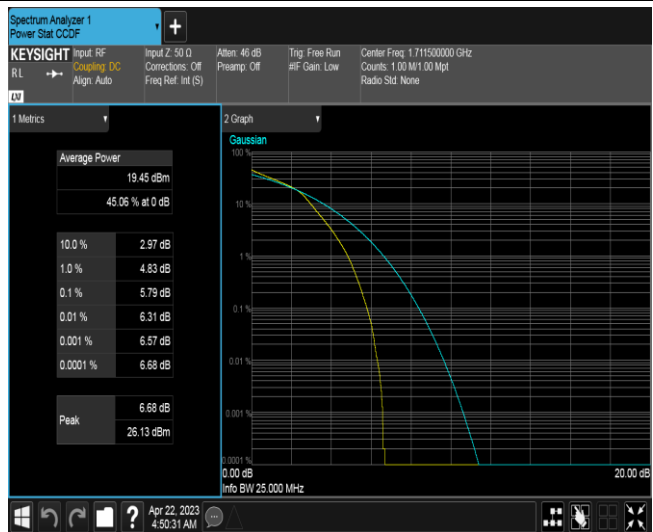 Spectrum Analyzer 1
Power Stat CCDF
+
KEYSIGHT
RL
Input: RF
Coupling: DC
Align: Auto
Input Z: 50 Ω
Corrections: Off
Freq Ref: Int (S)
Atten: 46 dB
Preamp: Off
Trig: Free Run
#IF Gain: Low
Center Freq: 1.711500000 GHz
Counts: 1.00 M/1.00 Mpt
Radio Std: None
1 Metrics
Average Power
19.45 dBm
45.06 % at 0 dB
10.0 % 2.97 dB
1.0 % 4.83 dB
0.1 % 5.79 dB
0.01 % 6.31 dB
0.001 % 6.57 dB
0.0001 % 6.68 dB
Peak 6.68 dB
26.13 dBm
2 Graph
Gaussian
100 %
10 %
1 %
0.1 %
0.01 %
0.001 %
0.0001 %
0.00 dB
20.00 dB
Info BW 25.000 MHz
?
Apr 22, 2023
4:50:31 AM